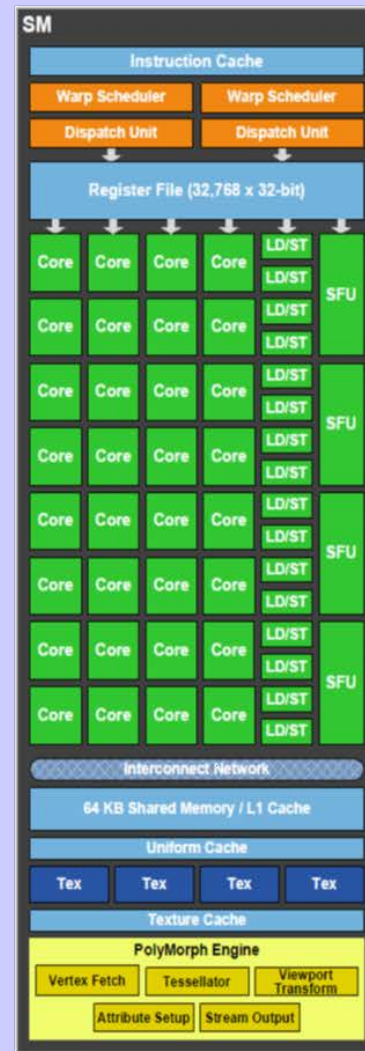 SM
Instruction Cache
Warp Scheduler Warp Scheduler
Dispatch Unit Dispatch Unit
Register File (32,768 x 32-bit)
LD/ST
Core Core Core Core
LD/ST
SFU
LD/ST
Core Core Core Core
LD/ST
LD/ST
Core Core Core Core
LD/ST
SFU
LD/ST
Core Core Core Core
LD/ST
LD/ST
Core Core Core Core
LD/ST
SFU
LD/ST
Core Core Core Core
LD/ST
LD/ST
Core Core Core Core
LD/ST
SFU
LD/ST
Core Core Core Core
LD/ST
Interconnect Network
64 KB Shared Memory / L1 Cache
Uniform Cache
Tex Tex Tex Tex
Texture Cache
PolyMorph Engine
Vertex Fetch Tessellator Viewport
Transform
Attribute Setup Stream Output